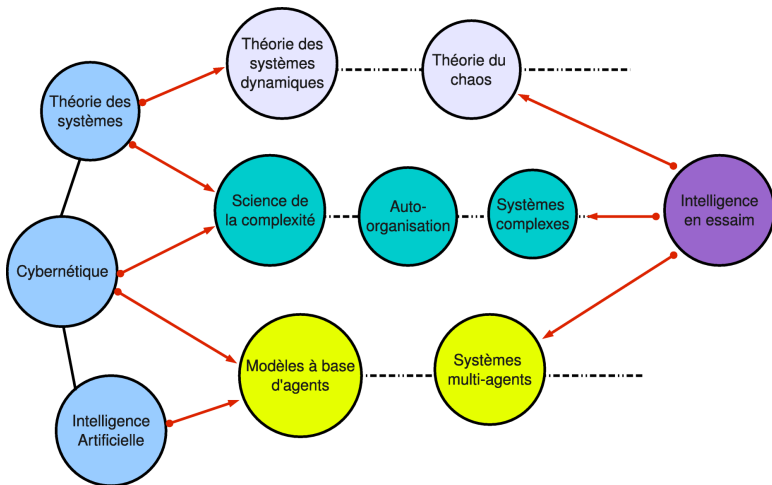 Théorie des
systèmes
dynamiques
Théorie du
chaos
Théorie des
systèmes
Science de
la complexité
Auto-
organisation
Systèmes
complexes
Intelligence
en essaim
Cybernétique
Modèles à base
d'agents
Systèmes
multi-agents
Intelligence
Artificielle